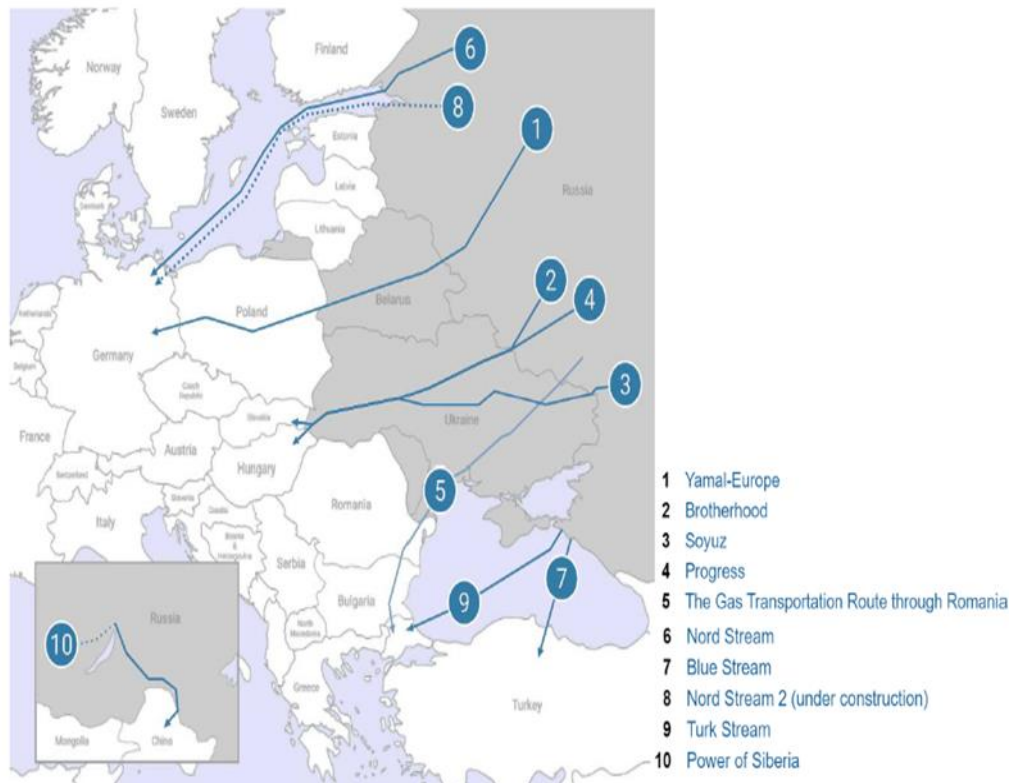 Finland
6
Norway
Sweden
8
1
Estonia
Russia
Latvia
Denmark
Lithuania
2
4
Belarus
Netherlands
Poland
Germany
Belgium
3
Czech
Republic
Slovakia
Ukraine
France
Austria
Switzerland
Hungary
5
Slovenia
Romania
Croatia
Italy
Bosnia
&
Herzegovina
Serbia
7
9
Bulgaria
North
Macedonia
Greece
Turkey
Russia
10
Mongolia
China
1 Yamal-Europe
2 Brotherhood
3 Soyuz
4 Progress
5 The Gas Transportation Route through Romania
6 Nord Stream
7 Blue Stream
8 Nord Stream 2 (under construction)
9 Turk Stream
10 Power of Siberia